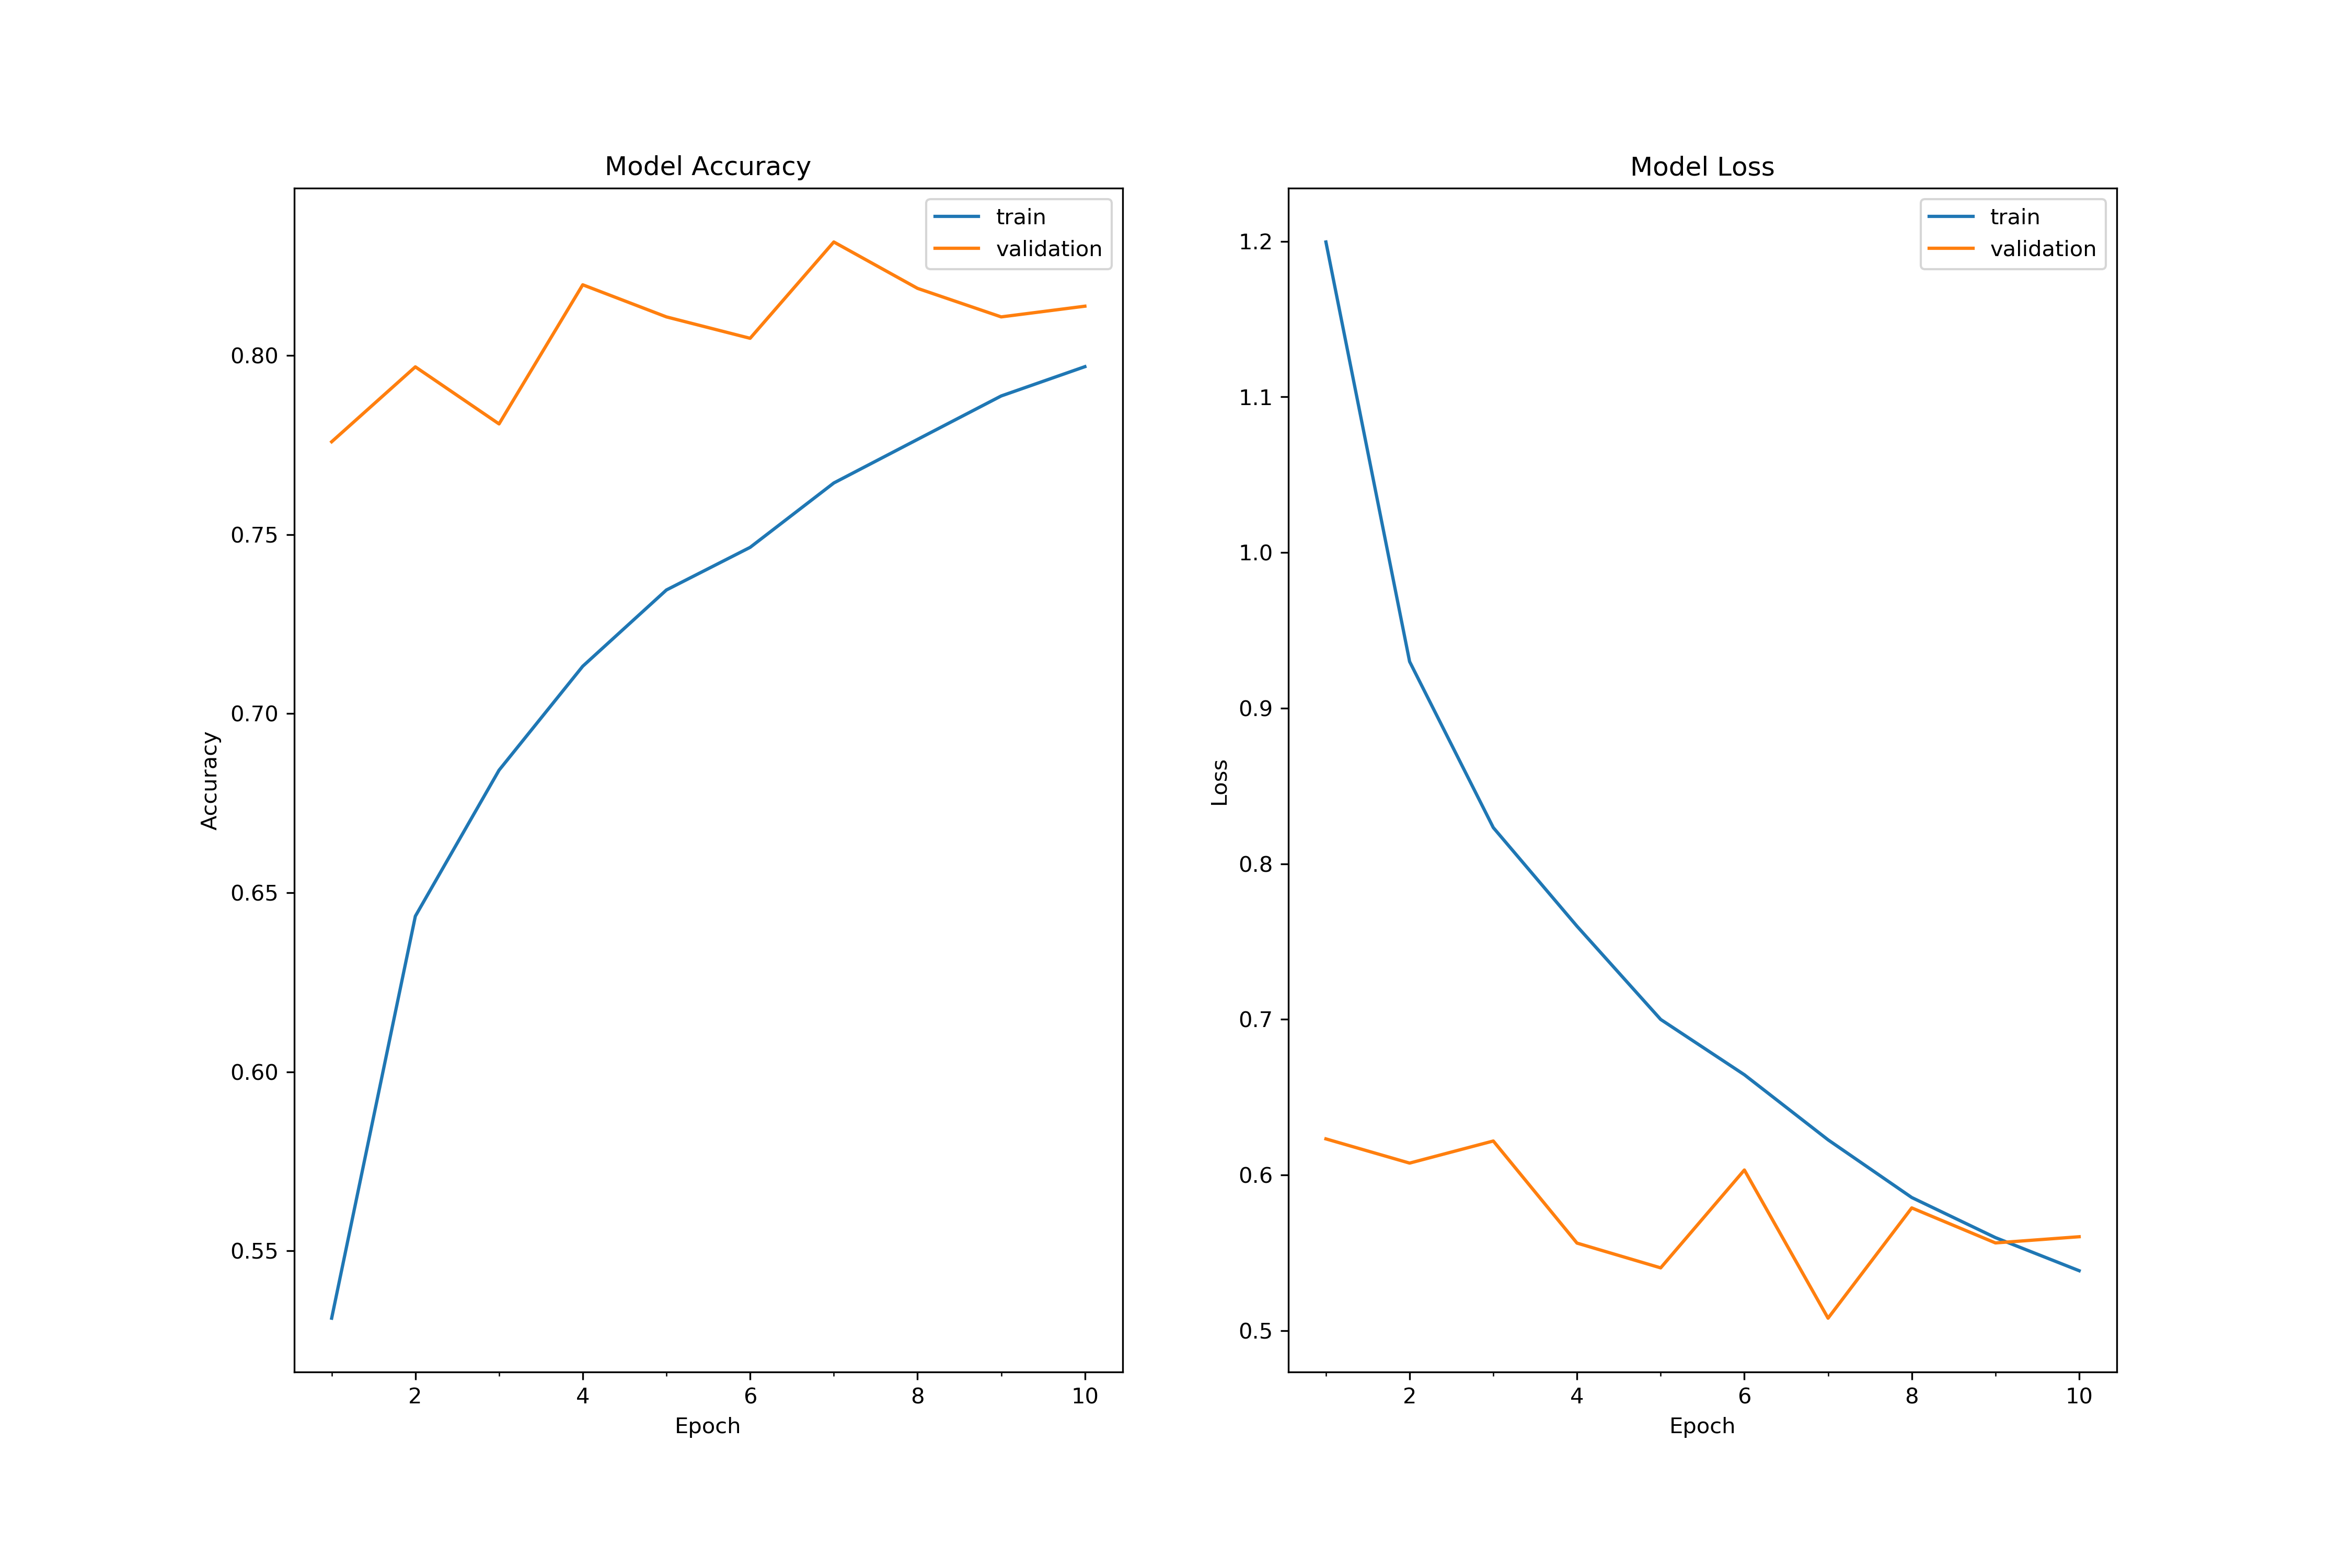 Model Accuracy
train
validation
0.80
0.75
0.70
0.65
0.60
0.55
Accuracy
2 4 6 8 10
Epoch
Model Loss
train
validation
1.2
1.1
1.0
0.9
0.8
0.7
0.6
0.5
Loss
2 4 6 8 10
Epoch